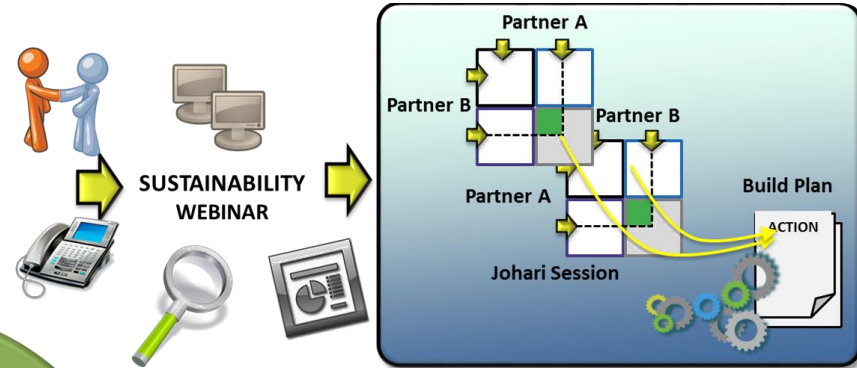 Partner A
Partner B
Partner B
SUSTAINABILITY
WEBINAR
Partner A
Build Plan
ACTION
Johari Session